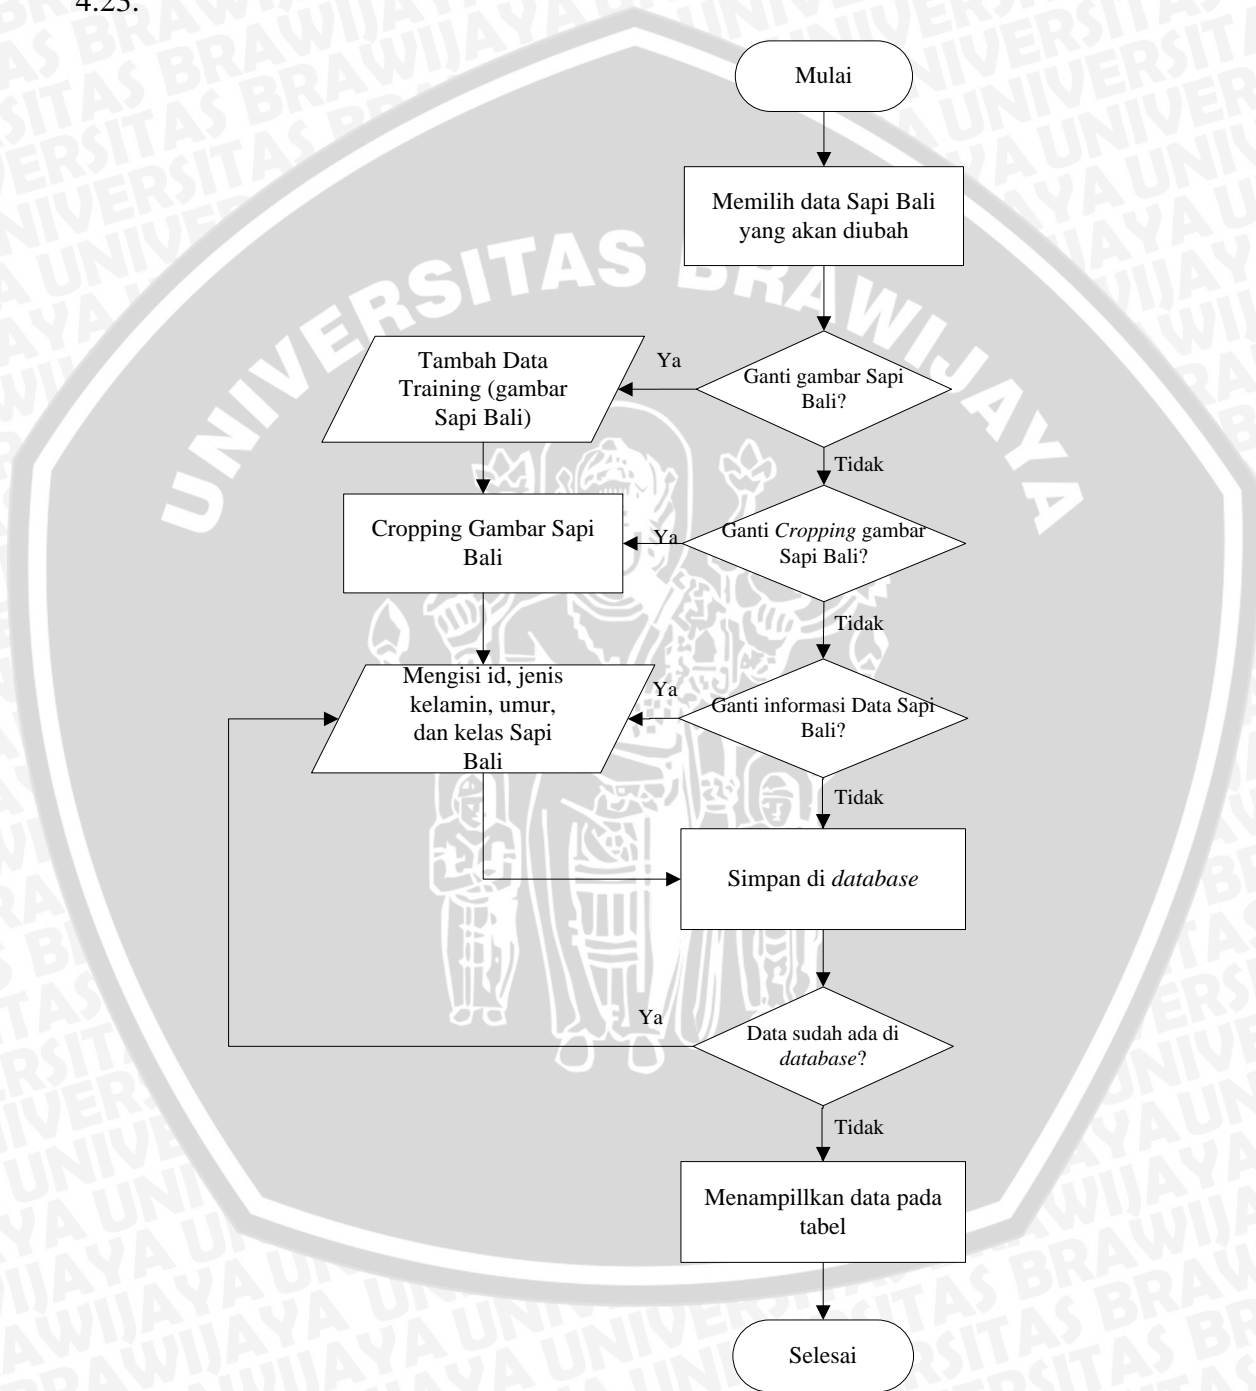 4.23.
Mulai
Memilih data Sapi Bali
yang akan diubah
UNIVERSITAS BRAWIJAYA
Ganti gambar Sapi
Bali?
Ya
Tambah Data
Training (gambar
Sapi Bali)
Tidak
Ganti Cropping gambar
Sapi Bali?
Ya
Cropping Gambar Sapi
Bali
Tidak
Ganti informasi Data Sapi
Bali?
Ya
Mengisi id, jenis
kelamin, umur,
dan kelas Sapi
Bali
Tidak
Simpan di database
Data sudah ada di
database?
Ya
Tidak
Menampillkan data pada
tabel
Selesai